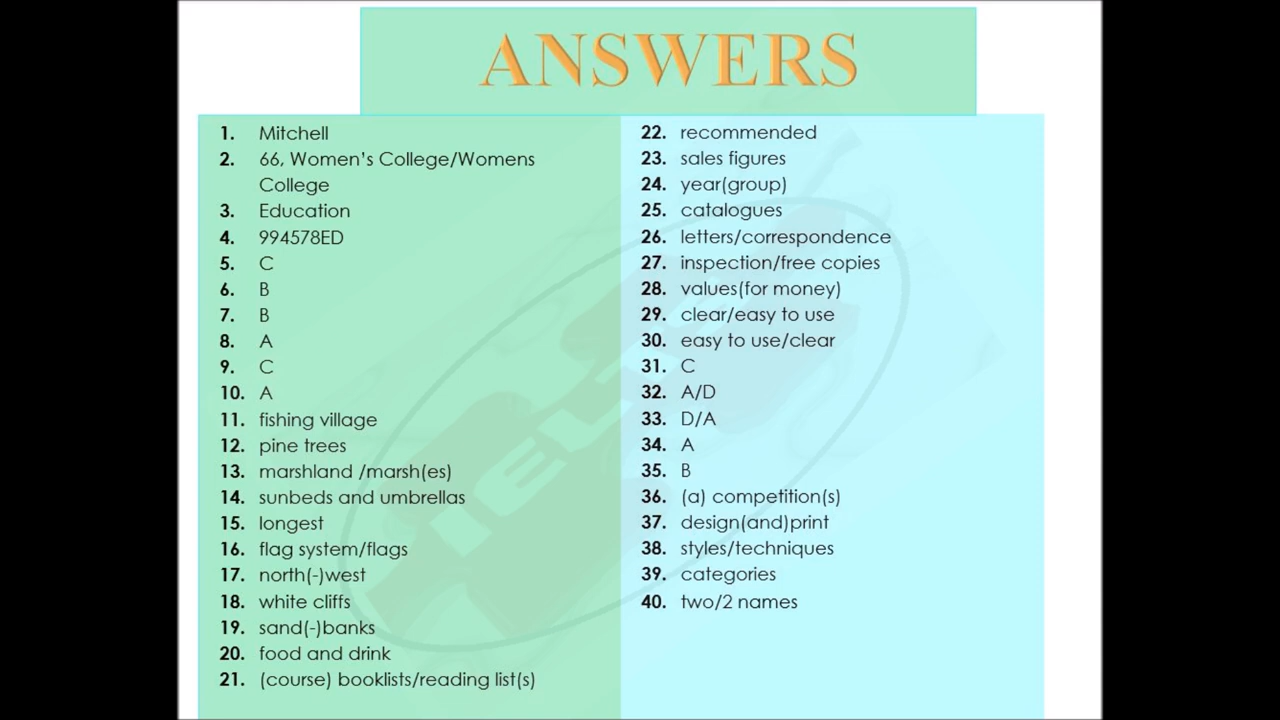 ANSWERS
1. Mitchell
2. 66, Women's College/Womens
College
3. Education
4. 994578ED
5. C
6. B
7. B
8. A
9. C
10. A
11. fishing village
12. pine trees
13. marshland /marsh(es)
14. sunbeds and umbrellas
15. longest
16. flag system/flags
17. north(-)west
18. white cliffs
19. sand(-)banks
20. food and drink
21. (course) booklists/reading list(s)
22. recommended
23. sales figures
24. year(group)
25. catalogues
26. letters/correspondence
27. inspection/free copies
28. values(for money)
29. clear/easy to use
30. easy to use/clear
31. C
32. A/D
33. D/A
34. A
35. B
36. (a) competition(s)
37. design(and)print
38. styles/techniques
39. categories
40. two/2 names
IELTS